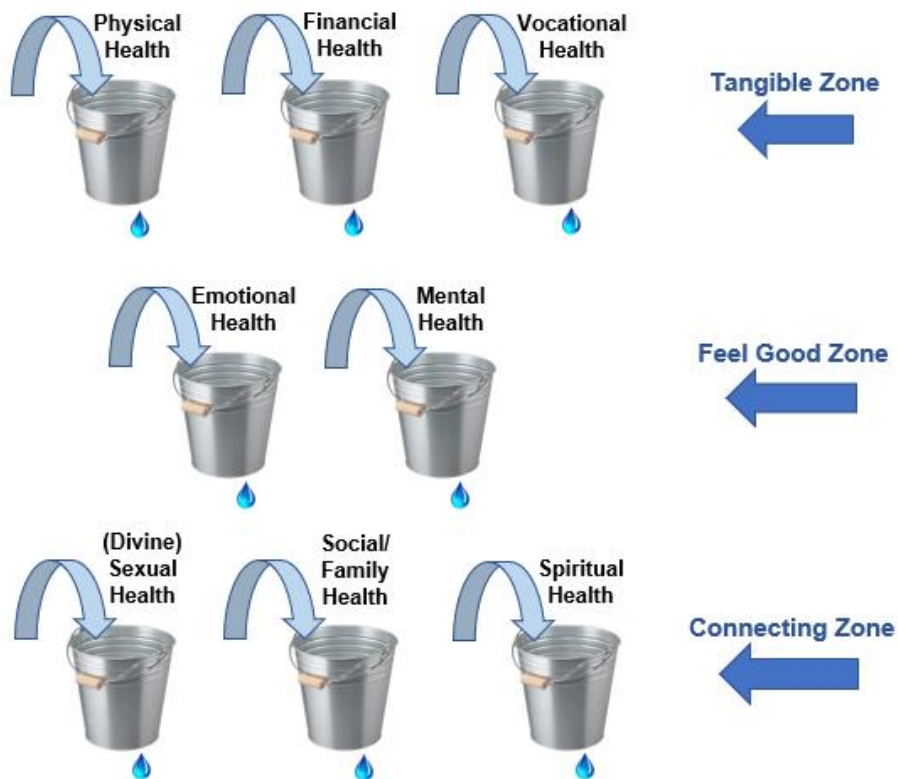 Physical
Health
Financial
Health
Vocational
Health
Tangible Zone
Emotional
Health
Mental
Health
Feel Good Zone
(Divine)
Sexual
Health
Social/
Family
Health
Spiritual
Health
Connecting Zone